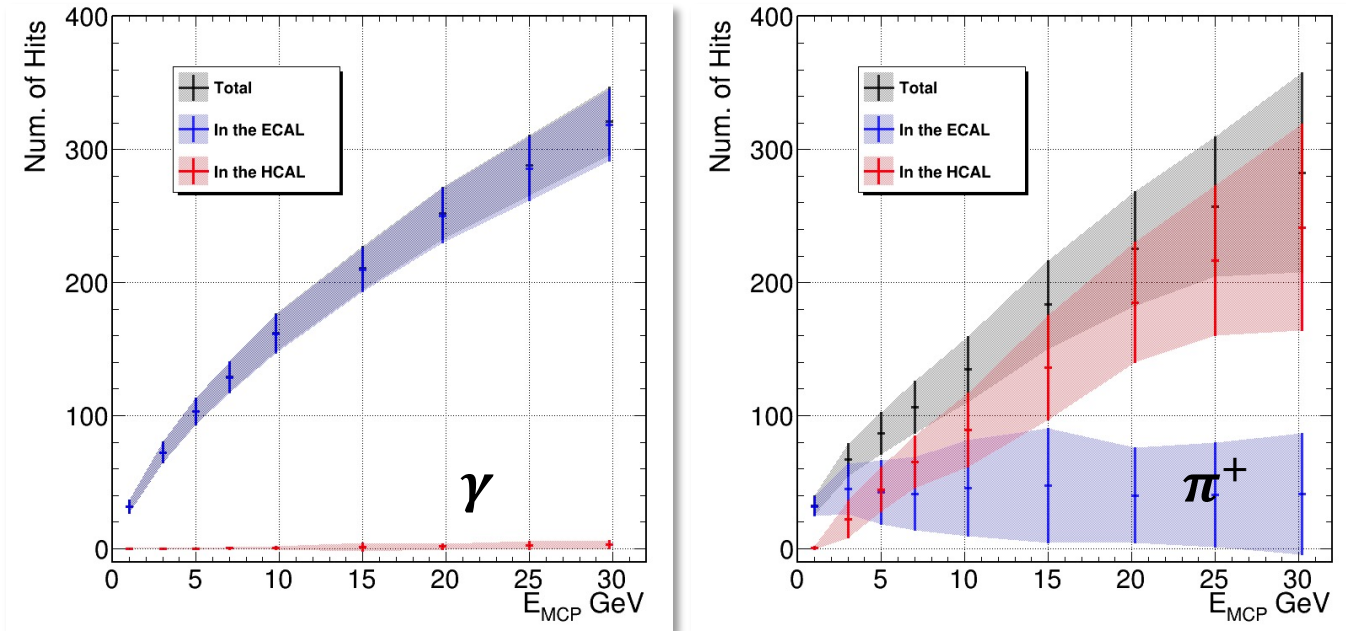 Num. of Hits
400
300
200
100
0
Total
In the ECAL
In the HCAL
γ
0 5 10 15 20 25 30
E_MCP GeV
Num. of Hits
400
300
200
100
0
Total
In the ECAL
In the HCAL
π+
0 5 10 15 20 25 30
E_MCP GeV